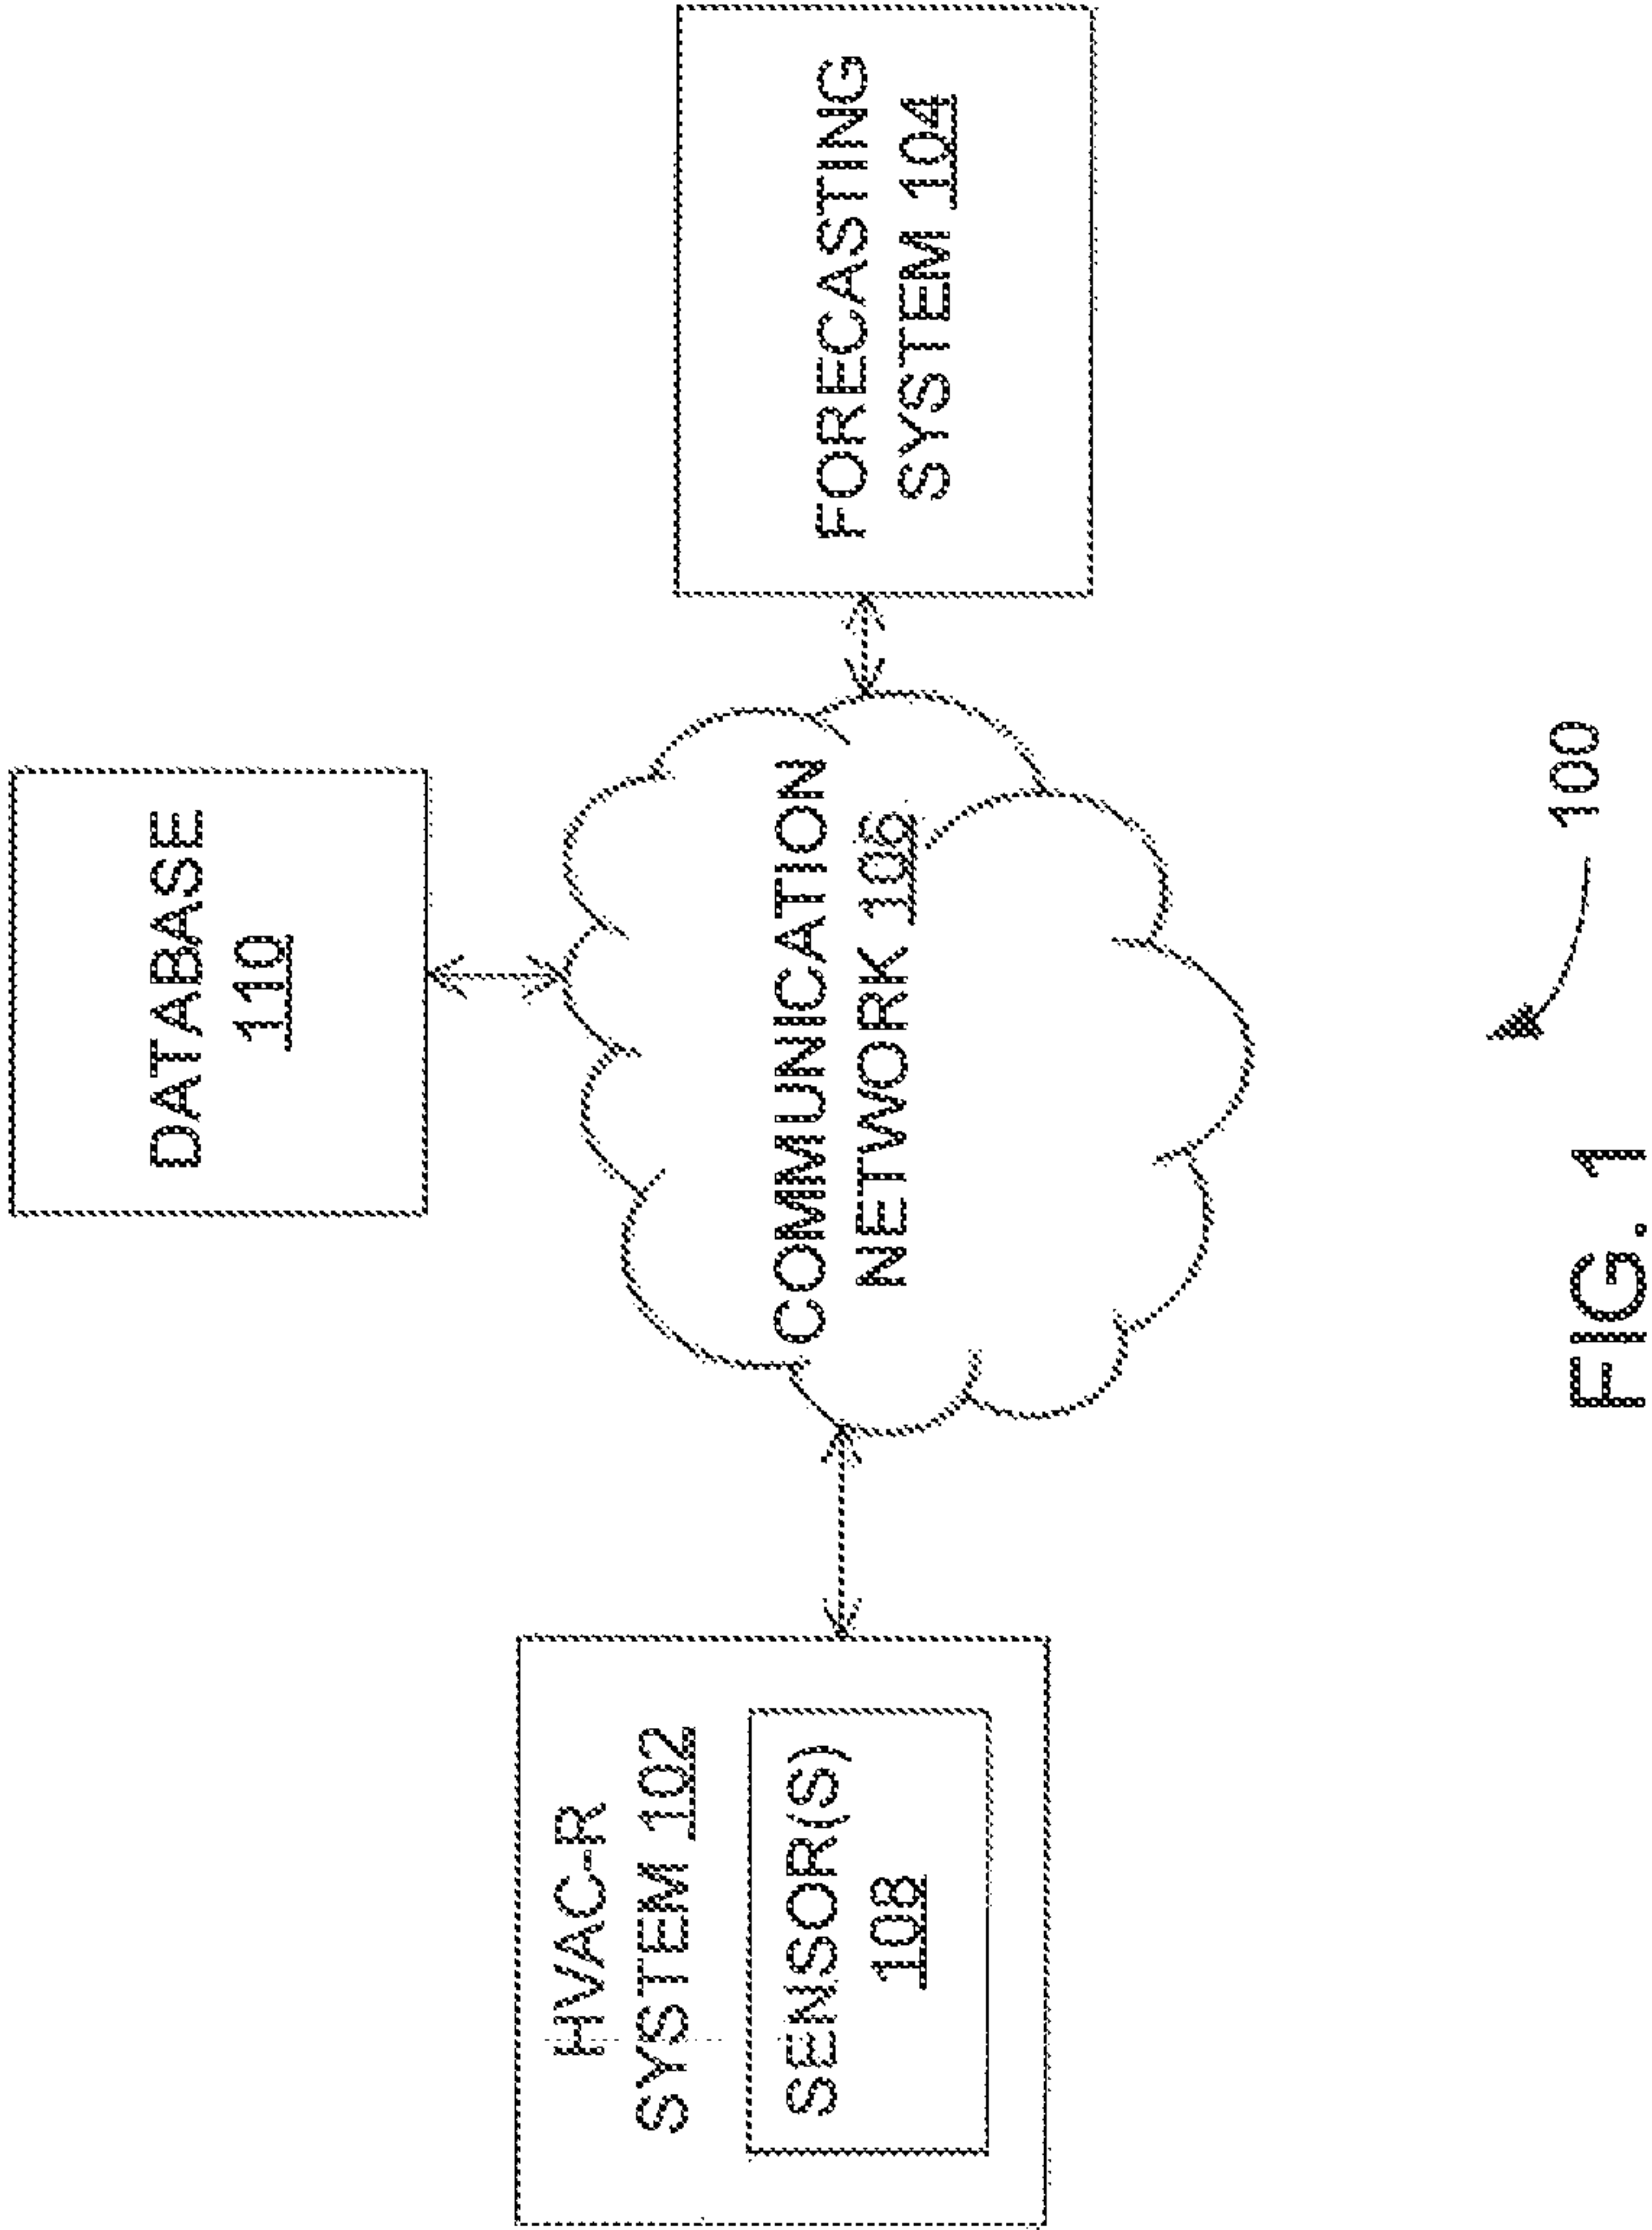 DATABASE
110
HVAC-R
SYSTEM 102
SENSOR(S)
108
COMMUNICATION
NETWORK 106
FORECASTING
SYSTEM 104
100
FIG. 1